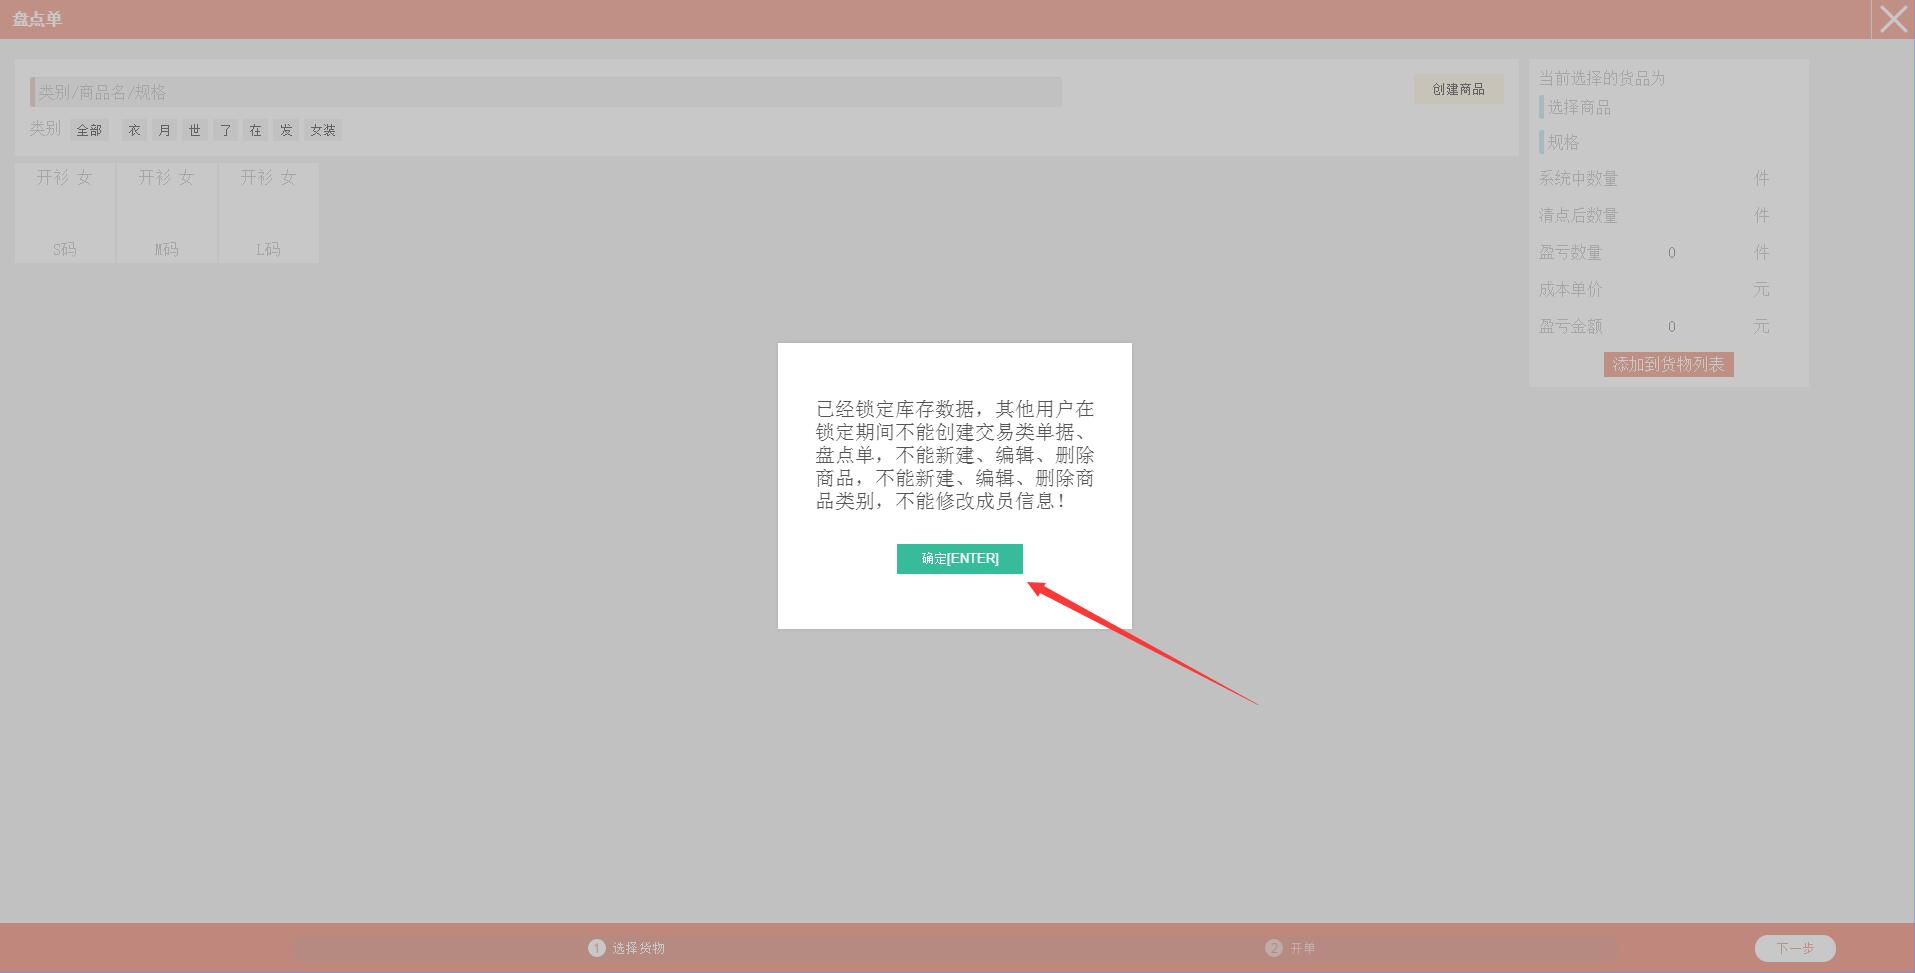 盘点单
类别/商品名/规格
创建商品
类别 全部 衣 月 世 了 在 发 女装
开衫 女 开衫 女 开衫 女
S码 M码 L码
当前选择的货品为
选择商品
规格
系统中数量 件
清点后数量 件
盈亏数量 0 件
成本单价 元
盈亏金额 0 元
添加到货物列表
已经锁定库存数据，其他用户在
锁定期间不能创建交易类单据、
盘点单，不能新建、编辑、删除
商品，不能新建、编辑、删除商
品类别，不能修改成员信息！
确定[ENTER]
1 选择货物 2 开单 下一步